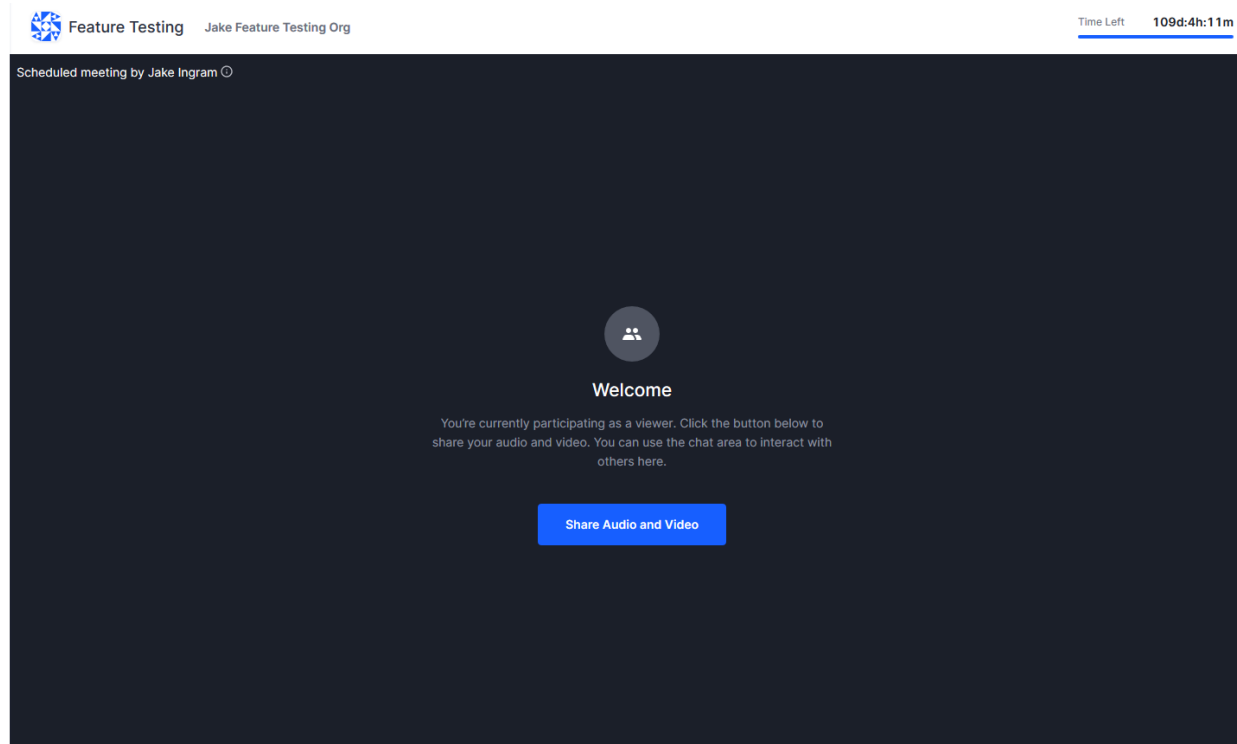 Feature Testing Jake Feature Testing Org Time Left 109d:4h:11m
Scheduled meeting by Jake Ingram
Welcome
You're currently participating as a viewer. Click the button below to
share your audio and video. You can use the chat area to interact with
others here.
Share Audio and Video